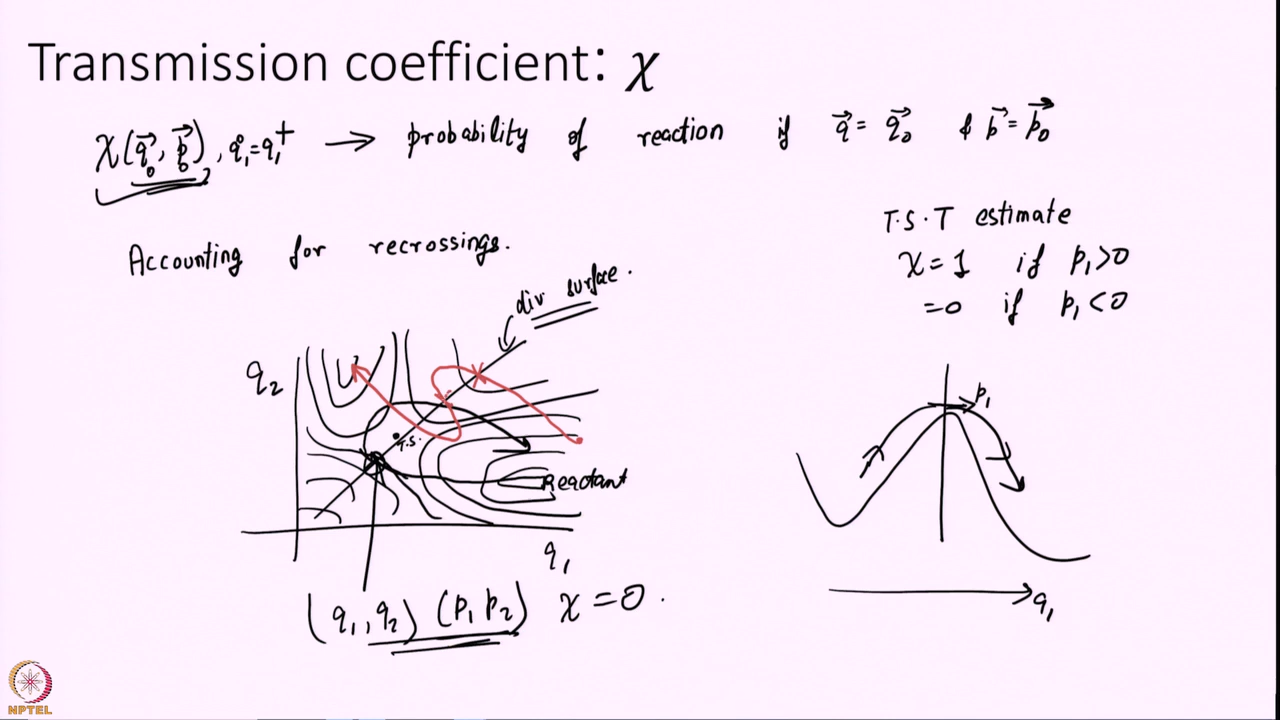 Transmission coefficient: χ
χ(q⃗₀, p⃗₀), q₁=q₁⁺ → probability of reaction if q⃗ = q⃗₀ & p⃗ = p⃗₀
Accounting for recrossings.
T.S.T estimate
χ = 1 if p₁>0
=0 if p₁<0
div surface.
q₂
T.S.
Reactant
q₁
(q₁, q₂) (p₁ p₂) χ = 0.
p₁
q₁
NPTEL